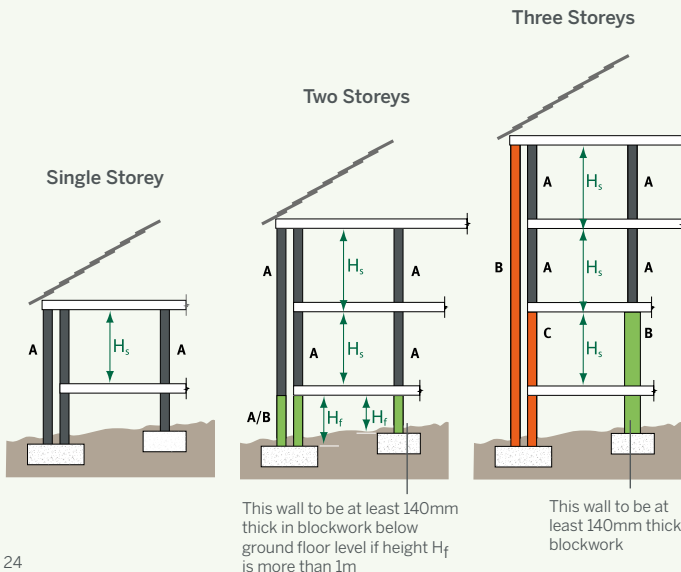 Three Storeys
Two Storeys
Single Storey
A
Hs
A
A
Hs
A
A
Hs
A
A/B
Hf
Hf
A
Hs
A
B
A
Hs
A
C
Hs
B
This wall to be at least 140mm
thick in blockwork below
ground floor level if height Hf
is more than 1m
This wall to be at
least 140mm thick
blockwork
24